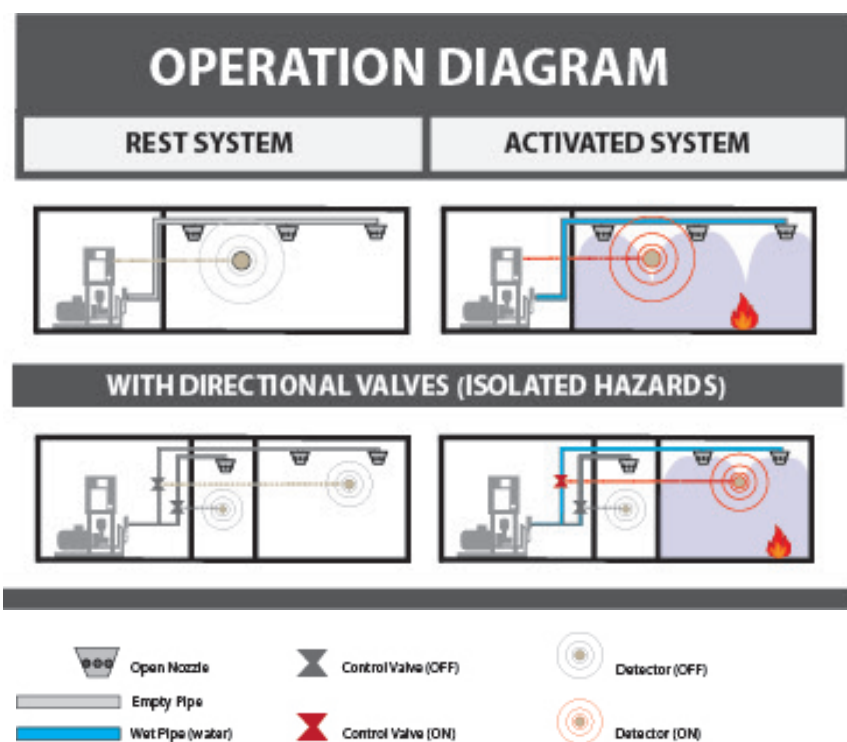 OPERATION DIAGRAM
REST SYSTEM
ACTIVATED SYSTEM
WITH DIRECTIONAL VALVES (ISOLATED HAZARDS)
Open Nozzle
Control Valve (OFF)
Detector (OFF)
Empty Pipe
Wet Pipe (water)
Control Valve (ON)
Detector (ON)